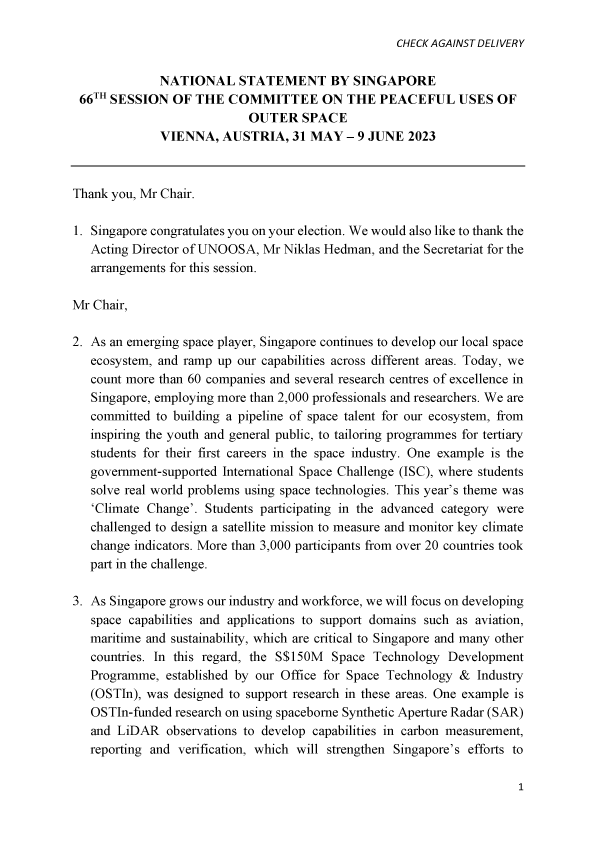 CHECK AGAINST DELIVERY
NATIONAL STATEMENT BY SINGAPORE
66TH SESSION OF THE COMMITTEE ON THE PEACEFUL USES OF
OUTER SPACE
VIENNA, AUSTRIA, 31 MAY – 9 JUNE 2023
Thank you, Mr Chair.
1. Singapore congratulates you on your election. We would also like to thank the
Acting Director of UNOOSA, Mr Niklas Hedman, and the Secretariat for the
arrangements for this session.
Mr Chair,
2. As an emerging space player, Singapore continues to develop our local space
ecosystem, and ramp up our capabilities across different areas. Today, we
count more than 60 companies and several research centres of excellence in
Singapore, employing more than 2,000 professionals and researchers. We are
committed to building a pipeline of space talent for our ecosystem, from
inspiring the youth and general public, to tailoring programmes for tertiary
students for their first careers in the space industry. One example is the
government-supported International Space Challenge (ISC), where students
solve real world problems using space technologies. This year’s theme was
‘Climate Change’. Students participating in the advanced category were
challenged to design a satellite mission to measure and monitor key climate
change indicators. More than 3,000 participants from over 20 countries took
part in the challenge.
3. As Singapore grows our industry and workforce, we will focus on developing
space capabilities and applications to support domains such as aviation,
maritime and sustainability, which are critical to Singapore and many other
countries. In this regard, the S$150M Space Technology Development
Programme, established by our Office for Space Technology & Industry
(OSTIn), was designed to support research in these areas. One example is
OSTIn-funded research on using spaceborne Synthetic Aperture Radar (SAR)
and LiDAR observations to develop capabilities in carbon measurement,
reporting and verification, which will strengthen Singapore’s efforts to
1